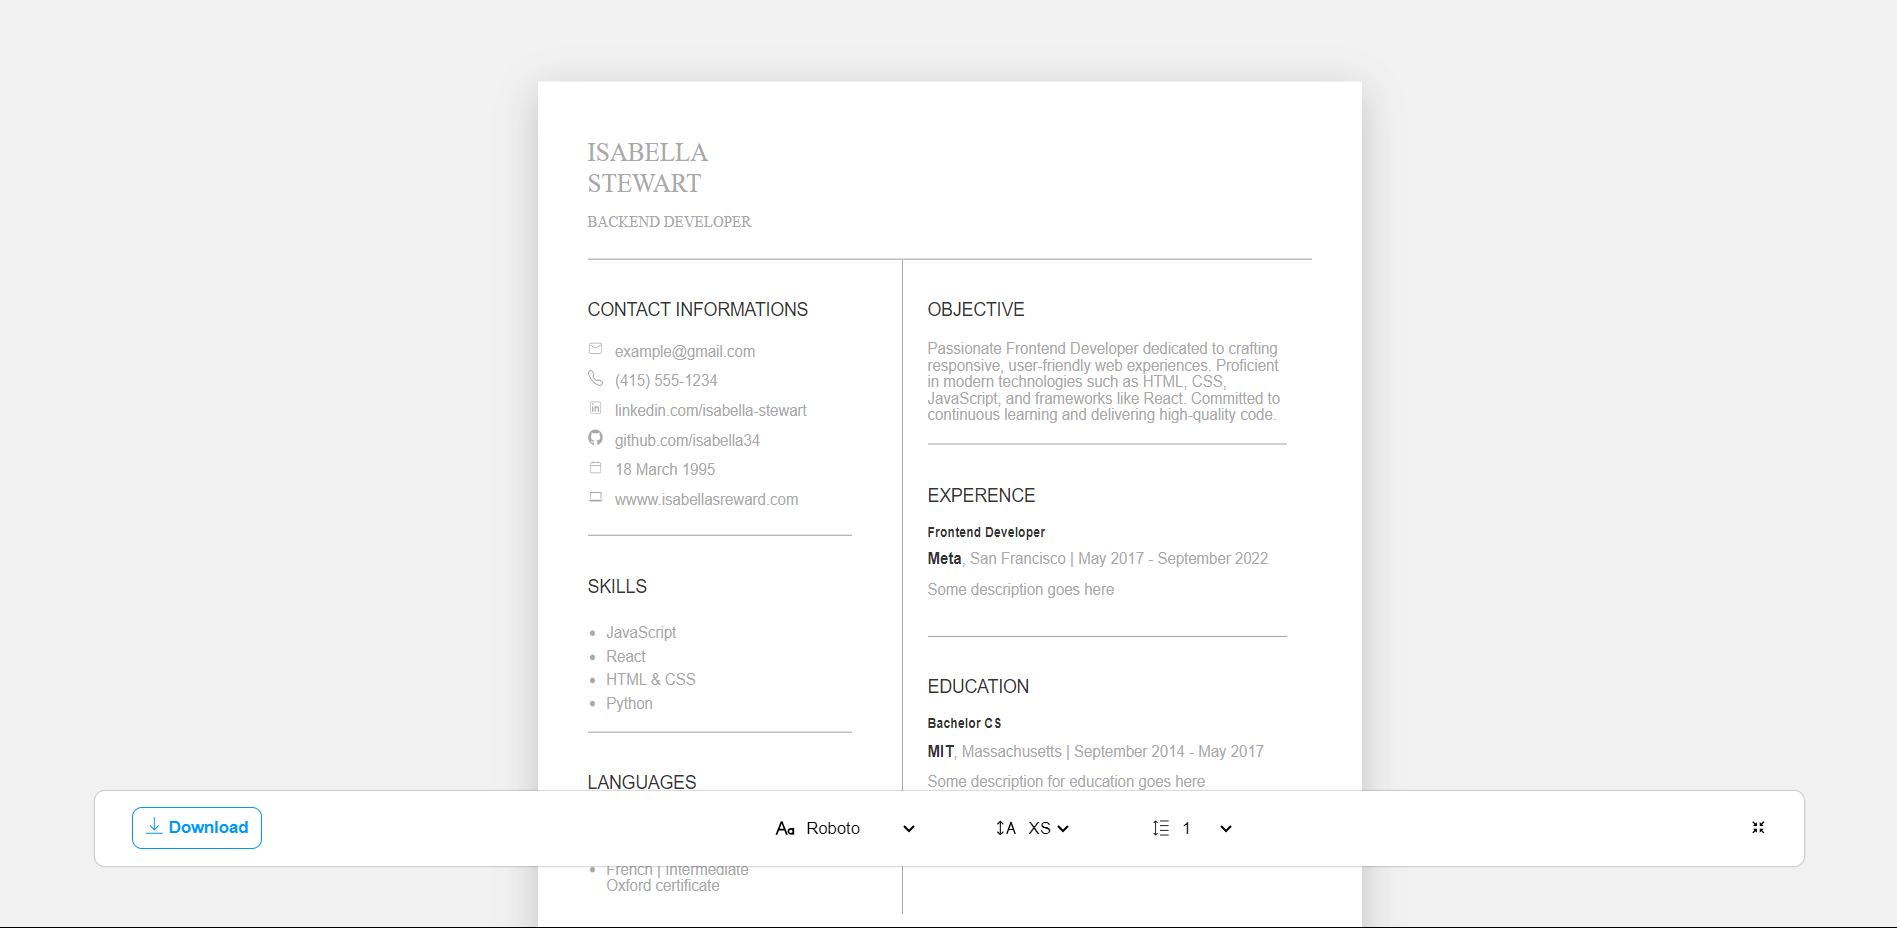 ISABELLA
STEWART
BACKEND DEVELOPER
CONTACT INFORMATIONS
example@gmail.com
(415) 555-1234
linkedin.com/isabella-stewart
github.com/isabella34
18 March 1995
wwww.isabellasreward.com
SKILLS
JavaScript
React
HTML & CSS
Python
LANGUAGES
French | Intermediate
Oxford certificate
OBJECTIVE
Passionate Frontend Developer dedicated to crafting
responsive, user-friendly web experiences. Proficient
in modern technologies such as HTML, CSS,
JavaScript, and frameworks like React. Committed to
continuous learning and delivering high-quality code.
EXPERENCE
Frontend Developer
Meta, San Francisco | May 2017 - September 2022
Some description goes here
EDUCATION
Bachelor CS
MIT, Massachusetts | September 2014 - May 2017
Some description for education goes here
Download
Aa Roboto
A XS
1